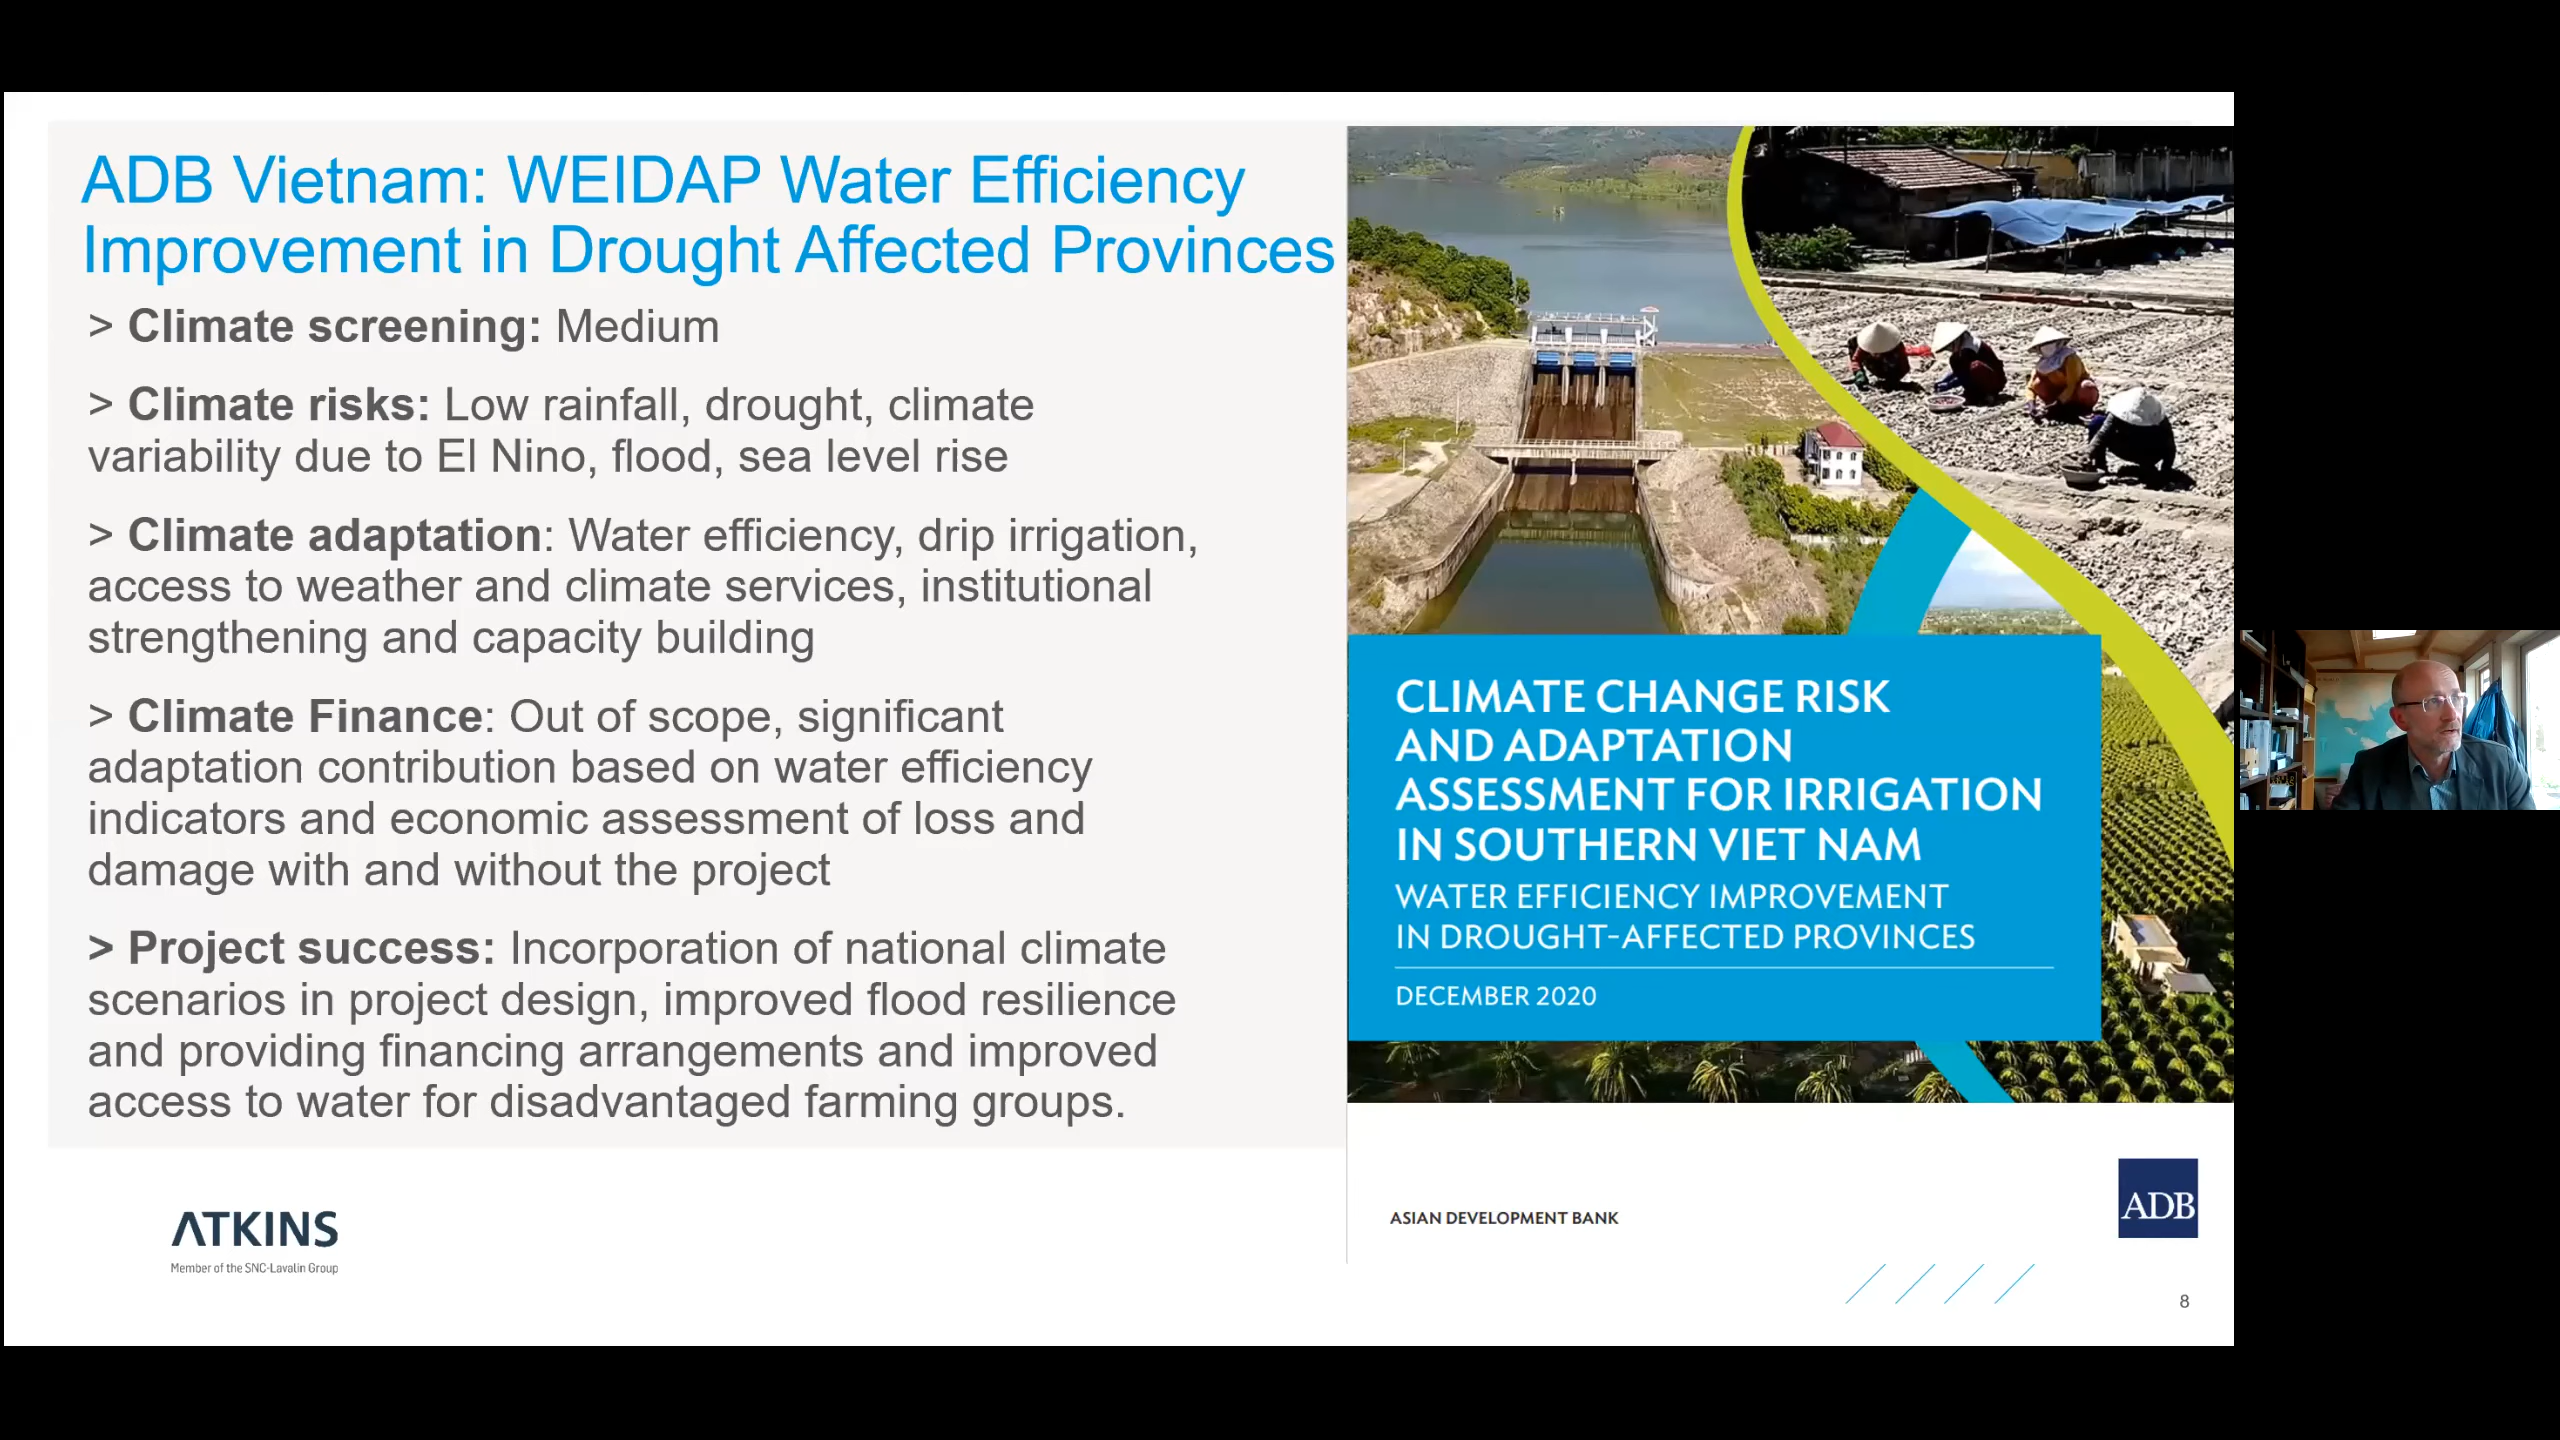 ADB Vietnam: WEIDAP Water Efficiency
Improvement in Drought Affected Provinces
> Climate screening: Medium
> Climate risks: Low rainfall, drought, climate
variability due to El Nino, flood, sea level rise
> Climate adaptation: Water efficiency, drip irrigation,
access to weather and climate services, institutional
strengthening and capacity building
> Climate Finance: Out of scope, significant
adaptation contribution based on water efficiency
indicators and economic assessment of loss and
damage with and without the project
> Project success: Incorporation of national climate
scenarios in project design, improved flood resilience
and providing financing arrangements and improved
access to water for disadvantaged farming groups.
ATKINS
Member of the SNC-Lavalin Group
CLIMATE CHANGE RISK
AND ADAPTATION
ASSESSMENT FOR IRRIGATION
IN SOUTHERN VIET NAM
WATER EFFICIENCY IMPROVEMENT
IN DROUGHT-AFFECTED PROVINCES
DECEMBER 2020
ASIAN DEVELOPMENT BANK
ADB
8